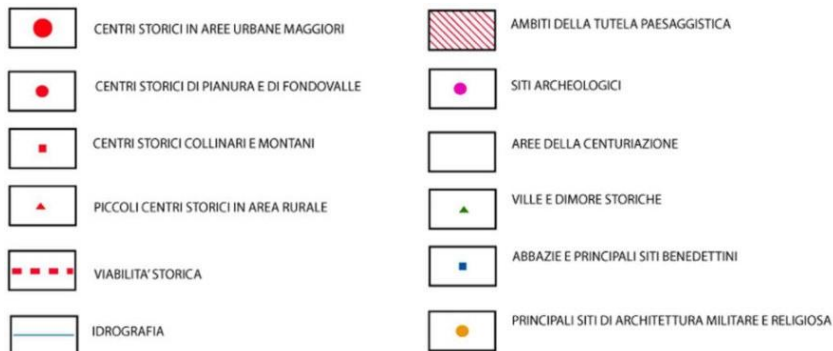 CENTRI STORICI IN AREE URBANE MAGGIORI
CENTRI STORICI DI PIANURA E DI FONDOVALLE
CENTRI STORICI COLLINARI E MONTANI
PICCOLI CENTRI STORICI IN AREA RURALE
VIABILITA' STORICA
IDROGRAFIA
AMBITI DELLA TUTELA PAESAGGISTICA
SITI ARCHEOLOGICI
AREE DELLA CENTURIAZIONE
VILLE E DIMORE STORICHE
ABBAZIE E PRINCIPALI SITI BENEDETTINI
PRINCIPALI SITI DI ARCHITETTURA MILITARE E RELIGIOSA